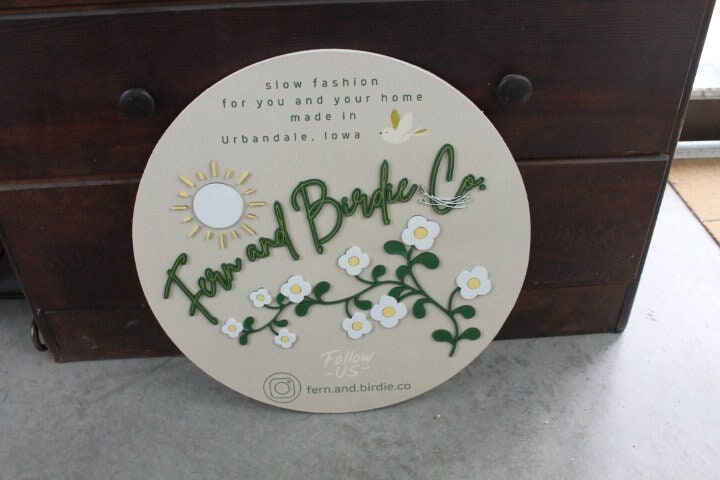 slow fashion
for you and your home
made in
Urbandale, Iowa
Fern and Birdie Co.
Follow
-US-
fern.and.birdie.co